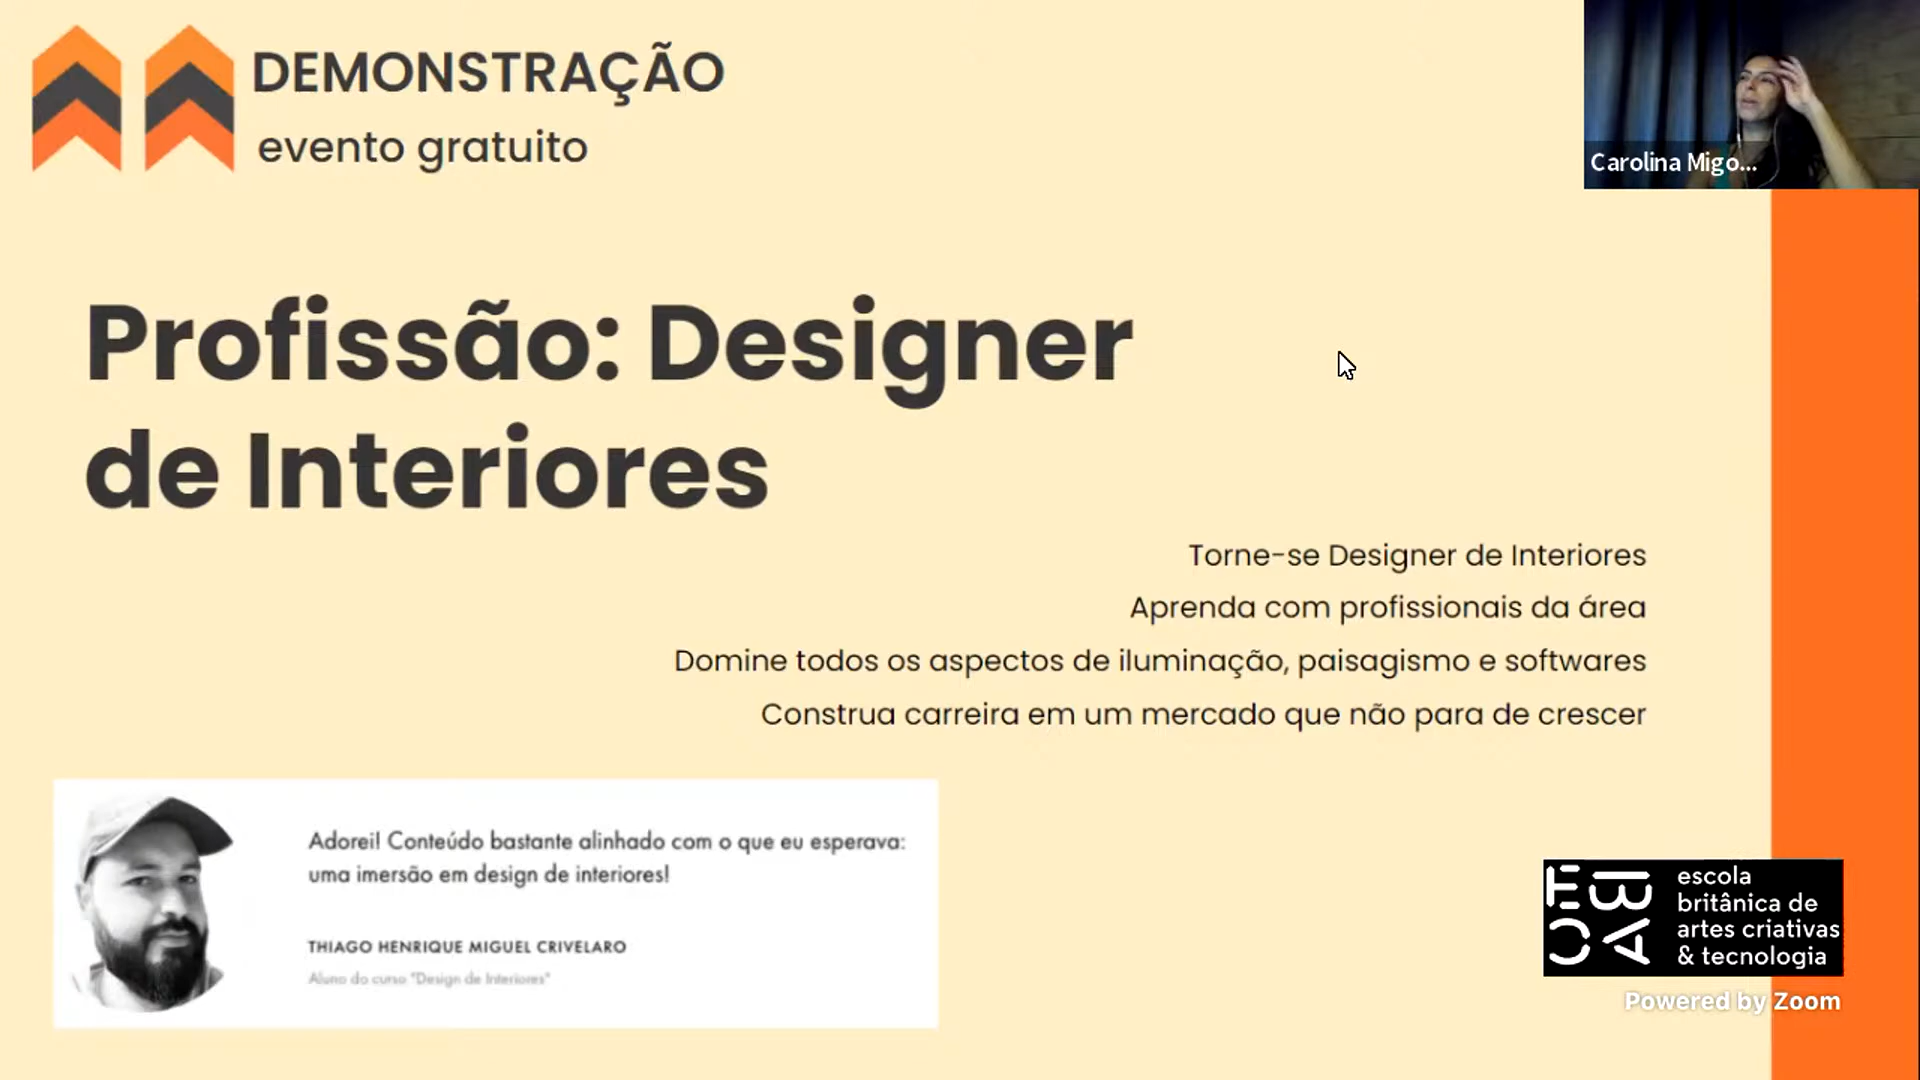 DEMONSTRAÇÃO
evento gratuito
Carolina Migo...
Profissão: Designer
de Interiores
Torne-se Designer de Interiores
Aprenda com profissionais da área
Domine todos os aspectos de iluminação, paisagismo e softwares
Construa carreira em um mercado que não para de crescer
Adorei! Conteúdo bastante alinhado com o que eu esperava:
uma imersão em design de interiores!
THIAGO HENRIQUE MIGUEL CRIVELARO
Aluno do curso "Design de Interiores"
EBAC
escola
britânica de
artes criativas
& tecnologia
Powered by Zoom